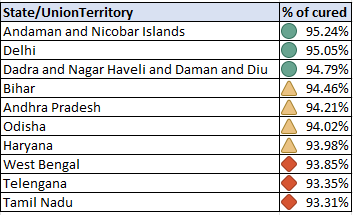 State/UnionTerritory % of cured
Andaman and Nicobar Islands 95.24%
Delhi 95.05%
Dadra and Nagar Haveli and Daman and Diu 94.79%
Bihar 94.46%
Andhra Pradesh 94.21%
Odisha 94.02%
Haryana 93.98%
West Bengal 93.85%
Telengana 93.35%
Tamil Nadu 93.31%